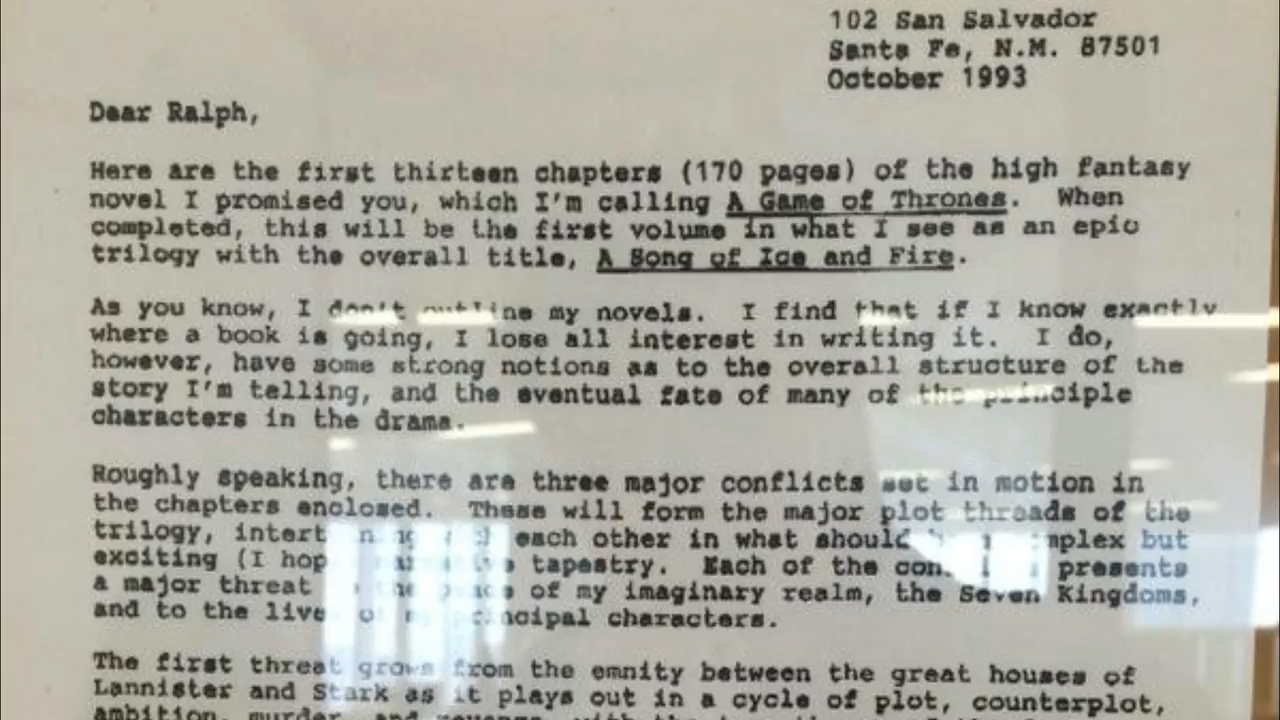 102 San Salvador
Santa Fe, N.M. 87501
October 1993
Dear Ralph,
Here are the first thirteen chapters (170 pages) of the high fantasy
novel I promised you, which I'm calling A Game of Thrones. When
completed, this will be the first volume in what I see as an epic
trilogy with the overall title, A Song of Ice and Fire.
As you know, I don't outline my novels. I find that if I know exactly
where a book is going, I lose all interest in writing it. I do,
however, have some strong notions as to the overall structure of the
story I'm telling, and the eventual fate of many of the principle
characters in the drama.
Roughly speaking, there are three major conflicts set in motion in
the chapters enclosed. These will form the major plot threads of the
trilogy, each other in what should but
exciting (I tapestry. Each of the presents
a major threat of my imaginary realm, the Seven Kingdoms,
and to the principal characters.
The first threat grows from the emnity between the great houses of
Lannister and Stark as it plays out in a cycle of plot, counterplot,
ambition, murder, and revenge, with the